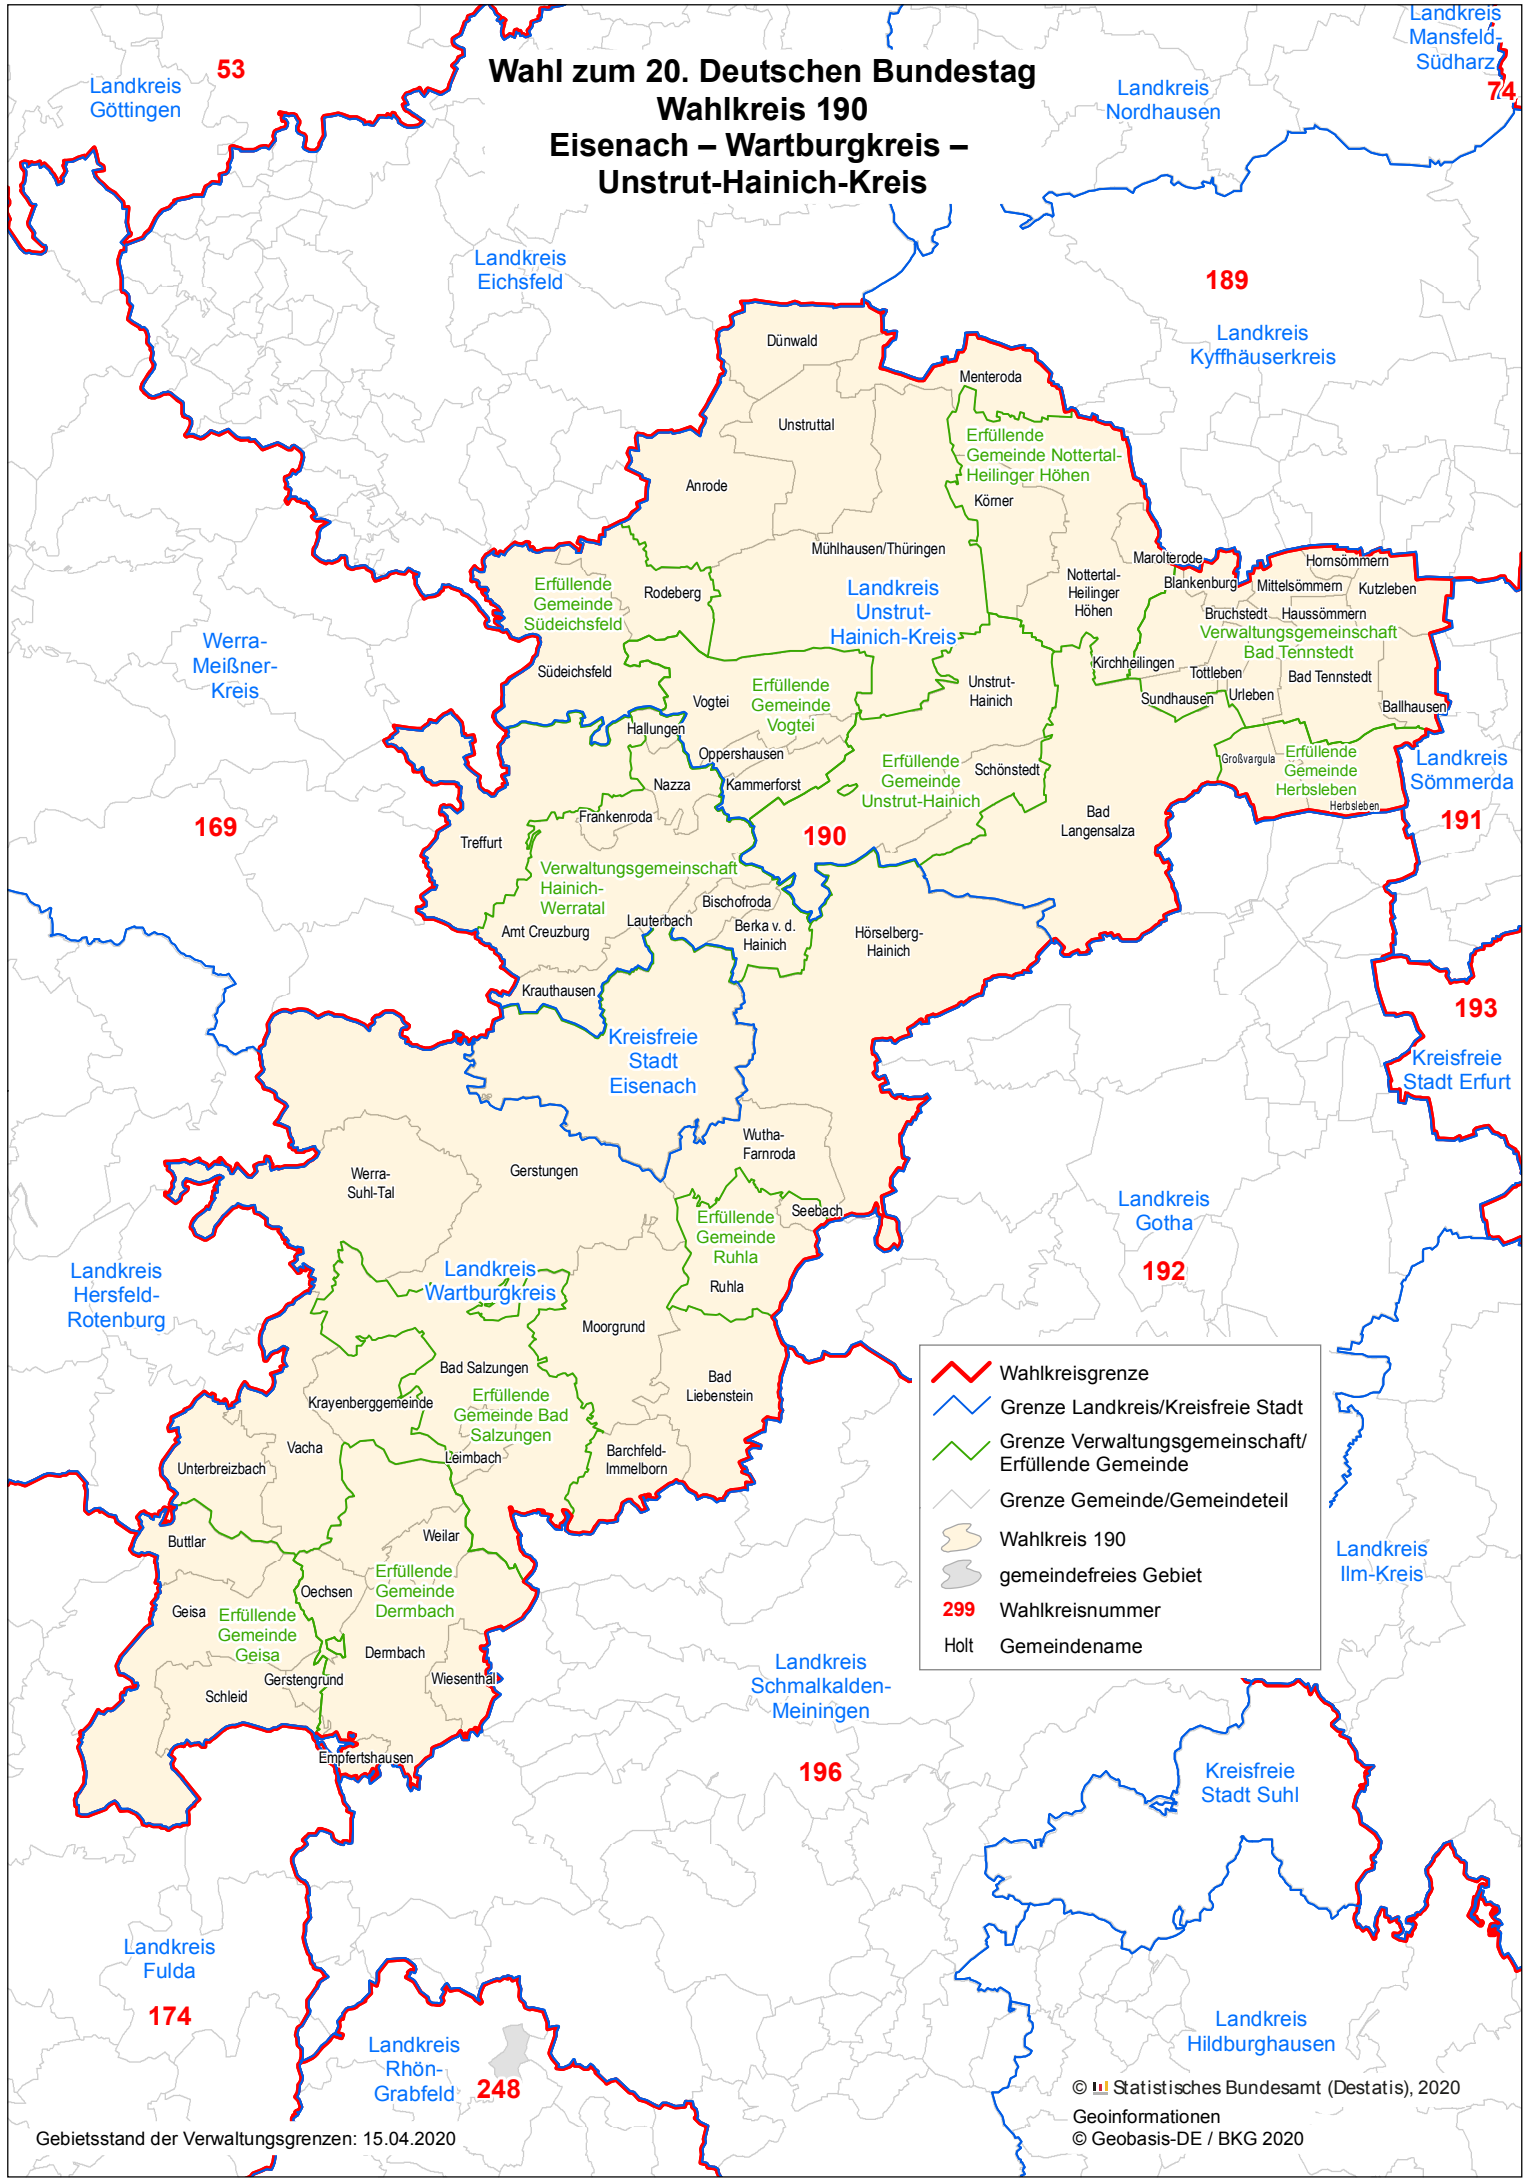 Wahl zum 20. Deutschen Bundestag
Wahlkreis 190
Eisenach – Wartburgkreis –
Unstrut-Hainich-Kreis
53
Landkreis
Göttingen
Landkreis
Mansfeld-
Südharz
74
Landkreis
Nordhausen
Landkreis
Eichsfeld
189
Landkreis
Kyffhäuserkreis
Dünwald
Menteroda
Unstruttal
Erfüllende
Gemeinde Nottertal-
Heilinger Höhen
Anrode
Körner
Mühlhausen/Thüringen
Marolterode
Hornsömmern
Erfüllende
Gemeinde
Südeichsfeld
Rodeberg
Landkreis
Unstrut-
Hainich-Kreis
Nottertal-
Heilinger
Höhen
Blankenburg
Mittelsömmern
Kutzleben
Bruchstedt
Haussömmern
Verwaltungsgemeinschaft
Bad Tennstedt
Werra-
Meißner-
Kreis
Südeichsfeld
Kirchheilingen
Tottleben
Bad Tennstedt
Vogtei
Erfüllende
Gemeinde
Vogtei
Unstrut-
Hainich
Sundhausen
Urleben
Ballhausen
Hallungen
Oppershausen
Erfüllende
Gemeinde
Unstrut-Hainich
Schönstedt
Großvargula
Erfüllende
Gemeinde
Herbsleben
Herbsleben
Landkreis
Sömmerda
191
Nazza
Kammerforst
Frankenroda
169
Treffurt
190
Bad
Langensalza
Verwaltungsgemeinschaft
Hainich-
Werratal
Bischofroda
Lauterbach
Berka v. d.
Hainich
Amt Creuzburg
Hörselberg-
Hainich
Krauthausen
193
Kreisfreie
Stadt Erfurt
Kreisfreie
Stadt
Eisenach
Wutha-
Farnroda
Werra-
Suhl-Tal
Gerstungen
Seebach
Erfüllende
Gemeinde
Ruhla
Ruhla
Landkreis
Gotha
192
Landkreis
Hersfeld-
Rotenburg
Landkreis
Wartburgkreis
Moorgrund
Bad Salzungen
Bad
Liebenstein
Krayenberggemeinde
Erfüllende
Gemeinde Bad
Salzungen
Vacha
Leimbach
Barchfeld-
Immelborn
Unterbreizbach
Wahlkreisgrenze
Grenze Landkreis/Kreisfreie Stadt
Grenze Verwaltungsgemeinschaft/
Erfüllende Gemeinde
Grenze Gemeinde/Gemeindeteil
Wahlkreis 190
gemeindefreies Gebiet
299 Wahlkreisnummer
Holt Gemeindename
Buttlar
Weilar
Oechsen
Erfüllende
Gemeinde
Dermbach
Geisa
Erfüllende
Gemeinde
Geisa
Dermbach
Gerstengrund
Wiesenthal
Schleid
Empfertshausen
Landkreis
Ilm-Kreis
Landkreis
Schmalkalden-
Meiningen
196
Kreisfreie
Stadt Suhl
Landkreis
Fulda
174
Landkreis
Rhön-
Grabfeld
248
Landkreis
Hildburghausen
© Statistisches Bundesamt (Destatis), 2020
Geoinformationen
© Geobasis-DE / BKG 2020
Gebietsstand der Verwaltungsgrenzen: 15.04.2020